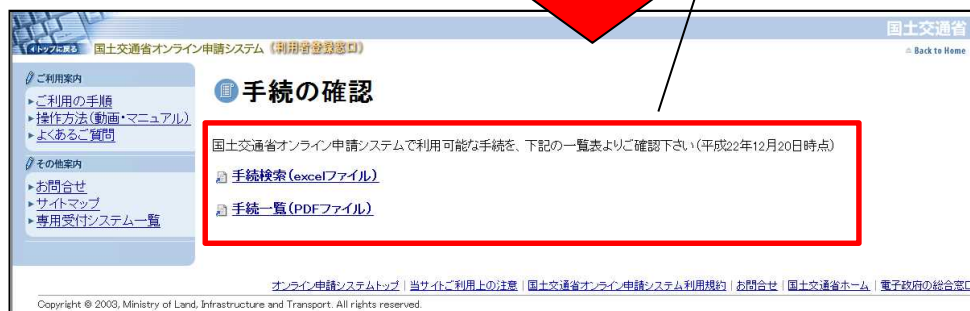 国土交通省
◀トップに戻る 国土交通省オンライン申請システム(利用者登録窓口)
Back to Home
ご利用案内
ご利用の手順
操作方法(動画・マニュアル)
よくあるご質問
その他案内
お問合せ
サイトマップ
専用受付システム一覧
手続の確認
国土交通省オンライン申請システムで利用可能な手続を、下記の一覧表よりご確認下さい(平成22年12月20日時点)
手続検索(excelファイル)
手続一覧(PDFファイル)
オンライン申請システムトップ|当サイトご利用上の注意|国土交通省オンライン申請システム利用規約|お問合せ|国土交通省ホーム|電子政府の総合窓口
Copyright © 2003, Ministry of Land, Infrastructure and Transport. All rights reserved.